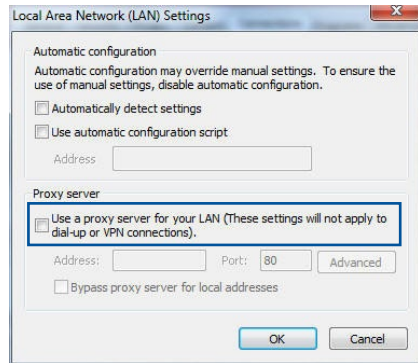 Local Area Network (LAN) Settings
Automatic configuration
Automatic configuration may override manual settings. To ensure the
use of manual settings, disable automatic configuration.
Automatically detect settings
Use automatic configuration script
Address
Proxy server
Use a proxy server for your LAN (These settings will not apply to
dial-up or VPN connections).
Address: Port: 80 Advanced
Bypass proxy server for local addresses
OK Cancel